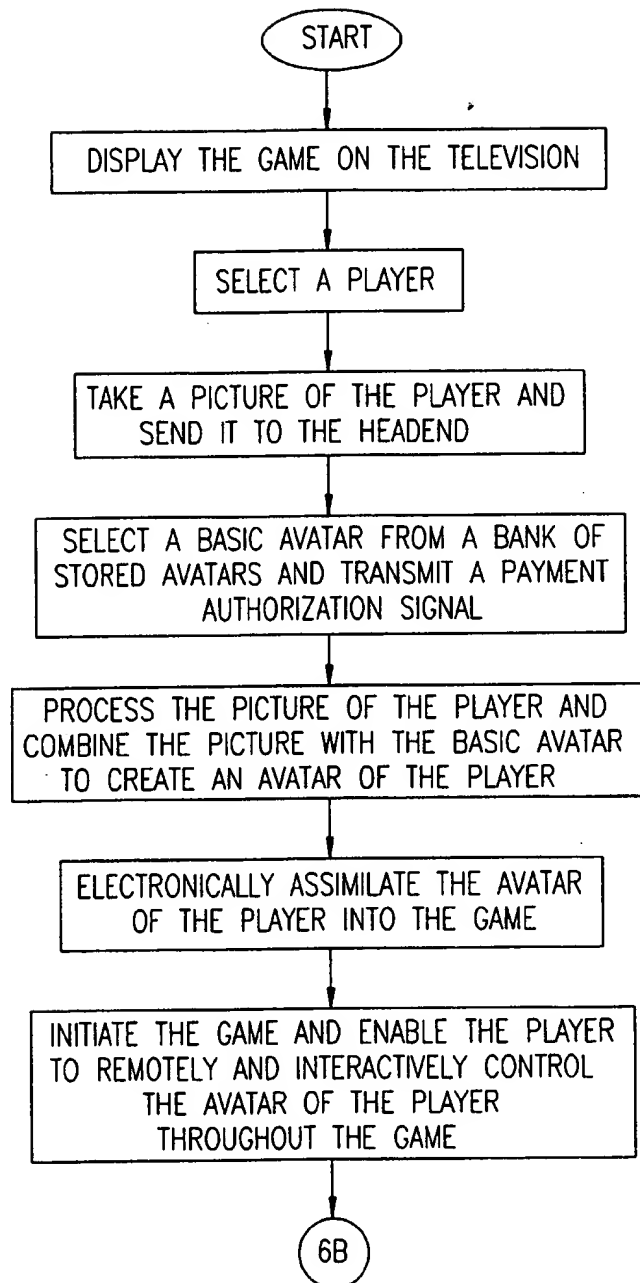 START
DISPLAY THE GAME ON THE TELEVISION
SELECT A PLAYER
TAKE A PICTURE OF THE PLAYER AND
SEND IT TO THE HEADEND
SELECT A BASIC AVATAR FROM A BANK OF
STORED AVATARS AND TRANSMIT A PAYMENT
AUTHORIZATION SIGNAL
PROCESS THE PICTURE OF THE PLAYER AND
COMBINE THE PICTURE WITH THE BASIC AVATAR
TO CREATE AN AVATAR OF THE PLAYER
ELECTRONICALLY ASSIMILATE THE AVATAR
OF THE PLAYER INTO THE GAME
INITIATE THE GAME AND ENABLE THE PLAYER
TO REMOTELY AND INTERACTIVELY CONTROL
THE AVATAR OF THE PLAYER
THROUGHOUT THE GAME
6B